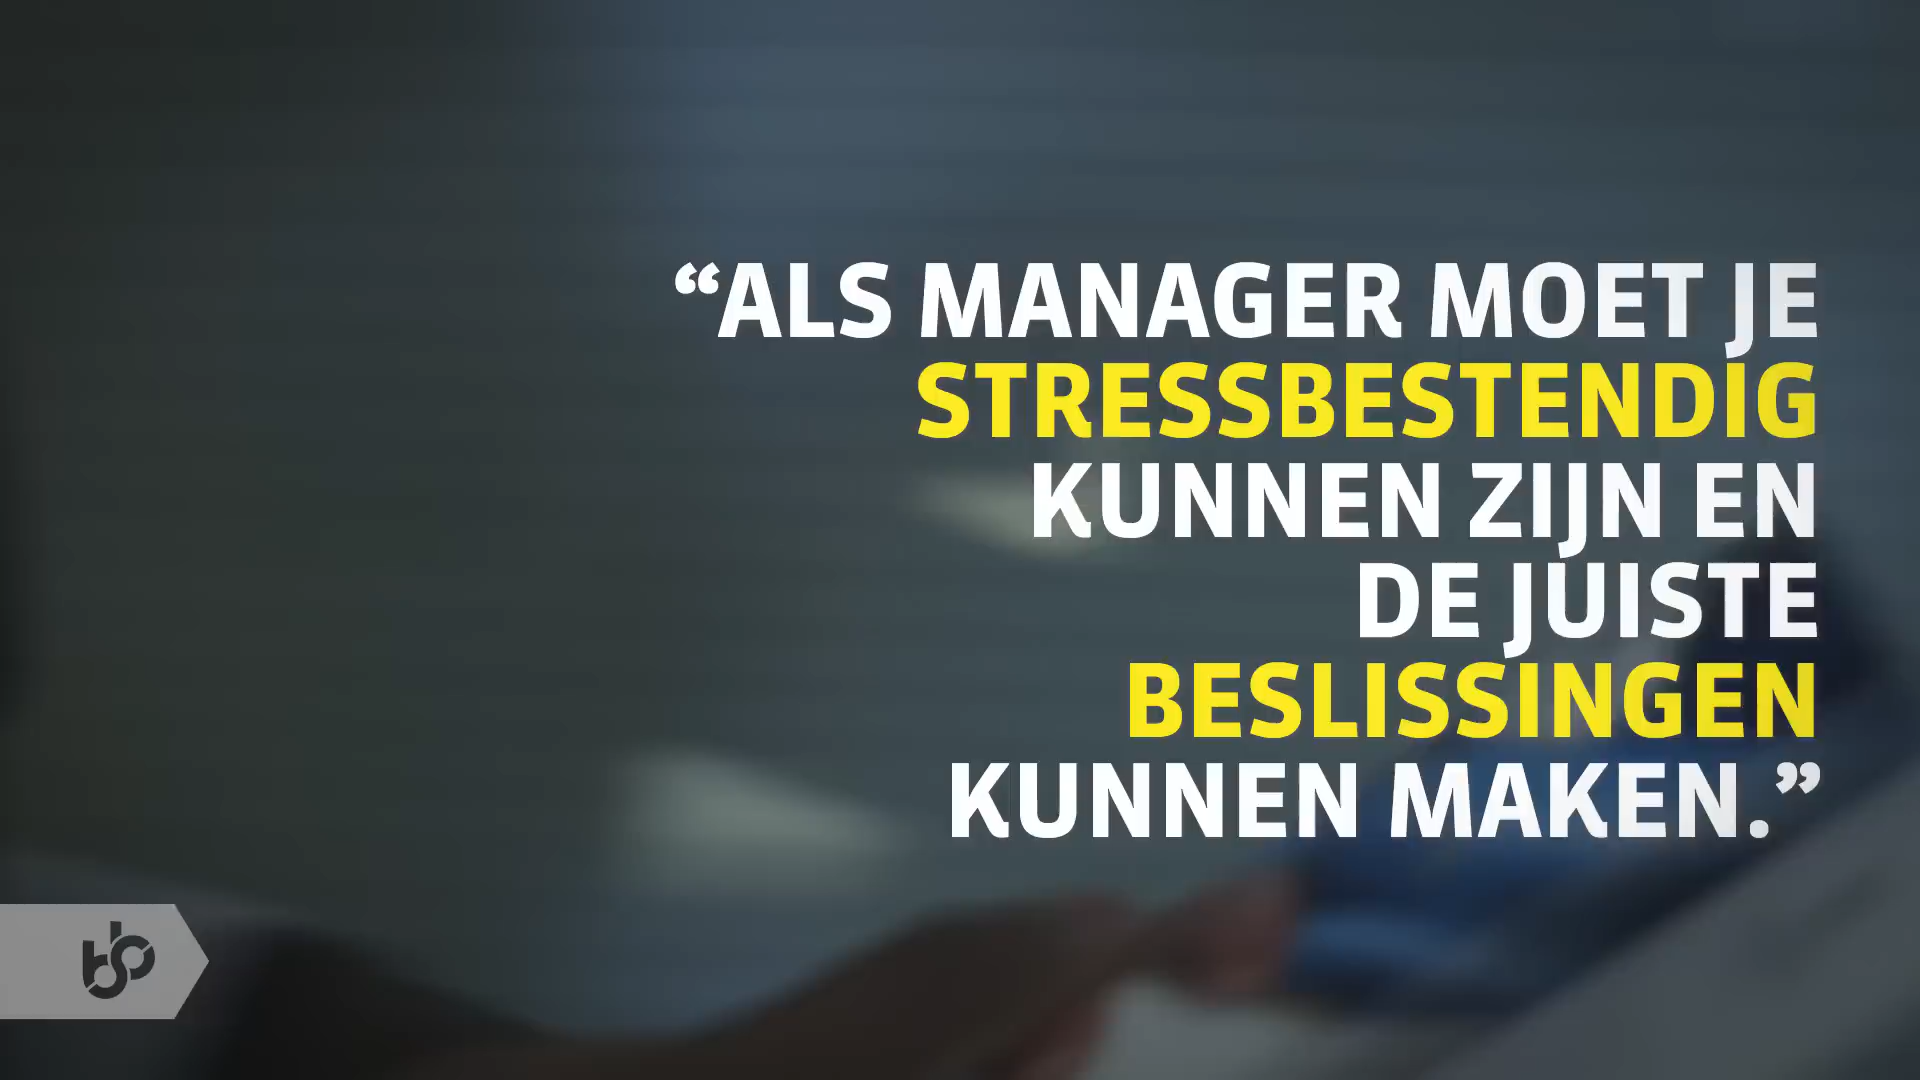 “ALS MANAGER MOET JE
STRESSBESTENDIG
KUNNEN ZIJN EN
DE JUISTE
BESLISSINGEN
KUNNEN MAKEN.”